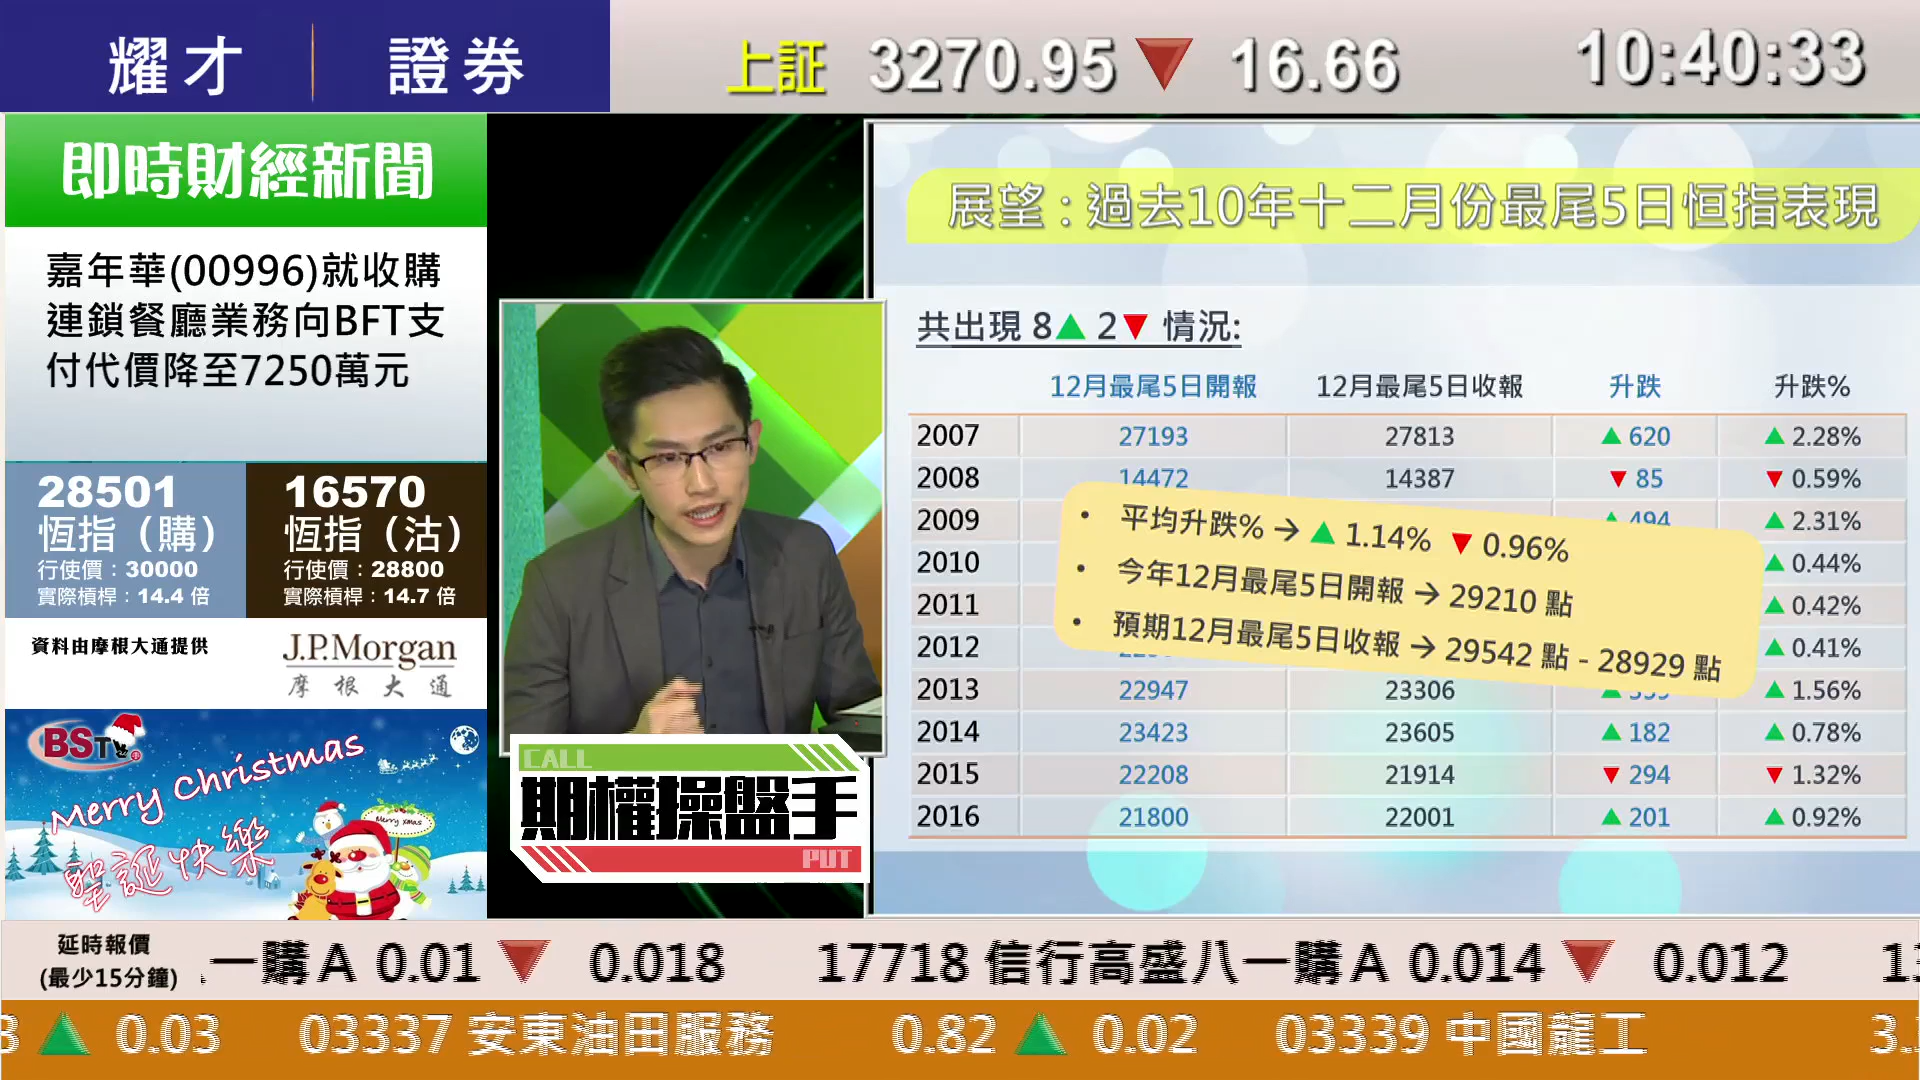 耀才 證券
上証 3270.95 ▼ 16.66 10:40:33
即時財經新聞
嘉年華(00996)就收購
連鎖餐廳業務向BFT支
付代價降至7250萬元
28501
恆指（購）
行使價：30000
實際槓桿：14.4 倍
16570
恆指（沽）
行使價：28800
實際槓桿：14.7 倍
資料由摩根大通提供
J.P.Morgan
摩根大通
BSTV
Merry Christmas
Merry Xmas
聖誕快樂
CALL
期權操盤手
PUT
展望：過去10年十二月份最尾5日恒指表現
共出現 8▲ 2▼ 情況:
12月最尾5日開報 12月最尾5日收報 升跌 升跌%
2007 27193 27813 ▲ 620 ▲ 2.28%
2008 14472 14387 ▼ 85 ▼ 0.59%
2009 ▲ 494 ▲ 2.31%
2010 ▲ 0.44%
2011 ▲ 0.42%
2012 ▲ 0.41%
2013 22947 23306 ▲ 1.56%
2014 23423 23605 ▲ 182 ▲ 0.78%
2015 22208 21914 ▼ 294 ▼ 1.32%
2016 21800 22001 ▲ 201 ▲ 0.92%
• 平均升跌% → ▲ 1.14% ▼ 0.96%
• 今年12月最尾5日開報 → 29210 點
• 預期12月最尾5日收報 → 29542 點 - 28929 點
延時報價
(最少15分鐘)
一購A 0.01 ▼ 0.018 17718 信行高盛八一購A 0.014 ▼ 0.012
▲ 0.03 03337 安東油田服務 0.82 ▲ 0.02 03339 中國龍工